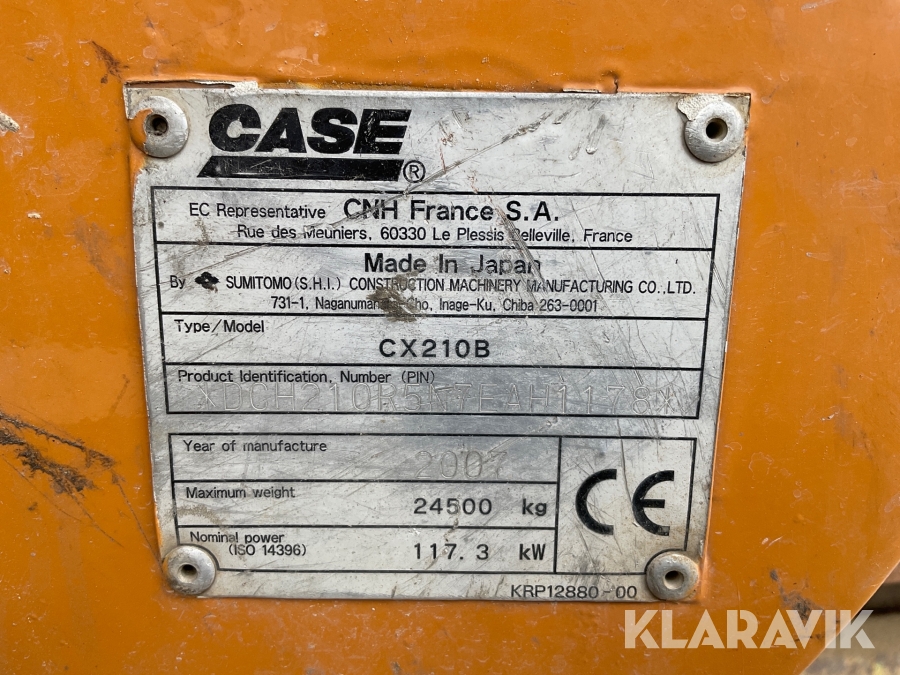 CASE ®
EC Representative CNH France S.A.
Rue des Meuniers, 60330 Le Plessis Belleville, France
Made In Japan
By SUMITOMO (S.H.I.) CONSTRUCTION MACHINERY MANUFACTURING CO., LTD.
731-1, Naganumahara-Cho, Inage-Ku, Chiba 263-0001
Type/Model
CX210B
Product Identification, Number (PIN)
Year of manufacture 2007
Maximum weight 24500 kg
Nominal power (ISO 14396) 117.3 kW
CE
KRP12880-00
KLARAVIK